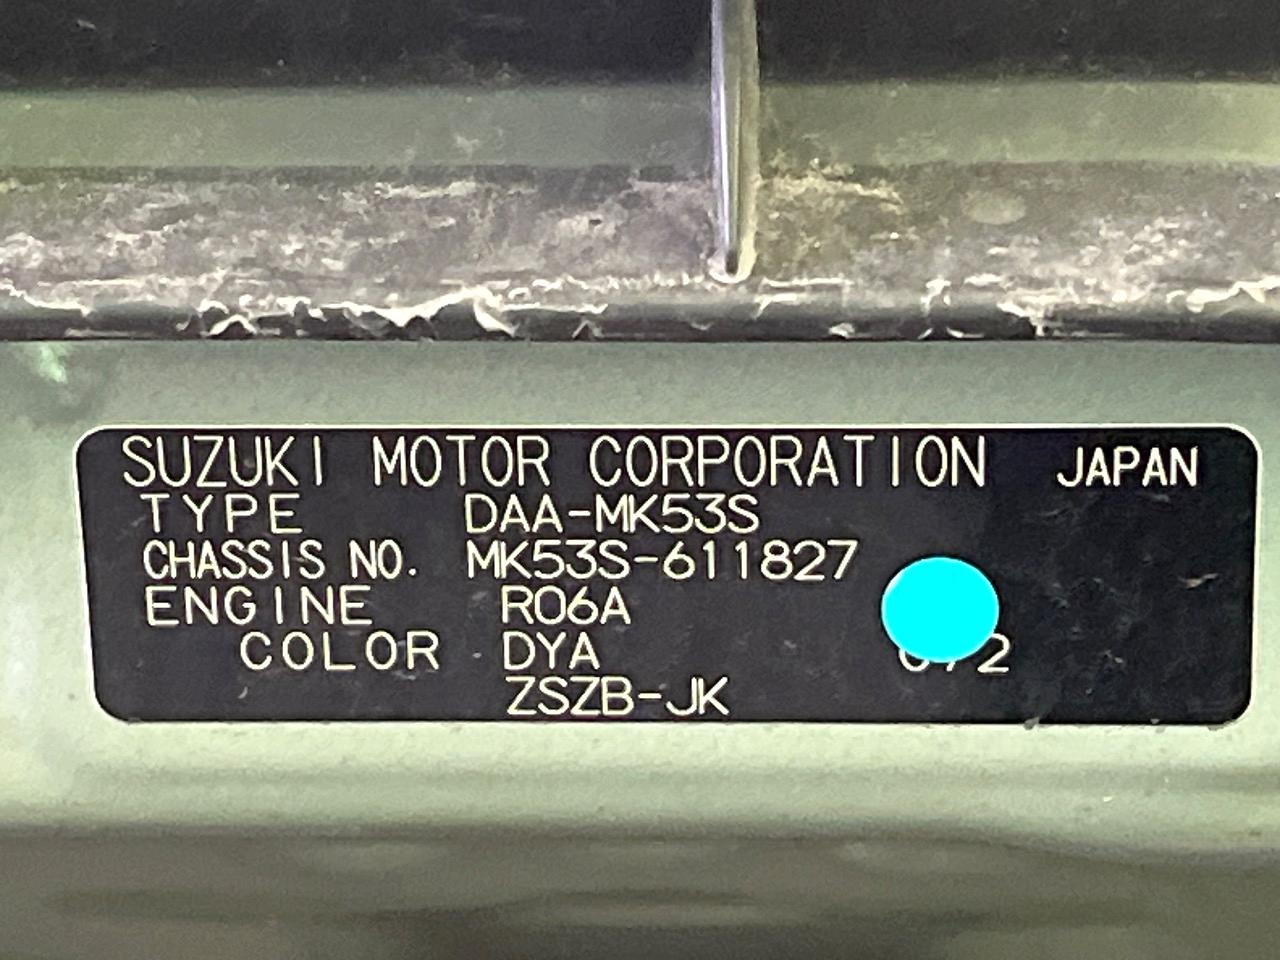 SUZUKI MOTOR CORPORATION JAPAN
TYPE DAA-MK53S
CHASSIS NO. MK53S-611827
ENGINE R06A
COLOR DYA
ZSZB-JK